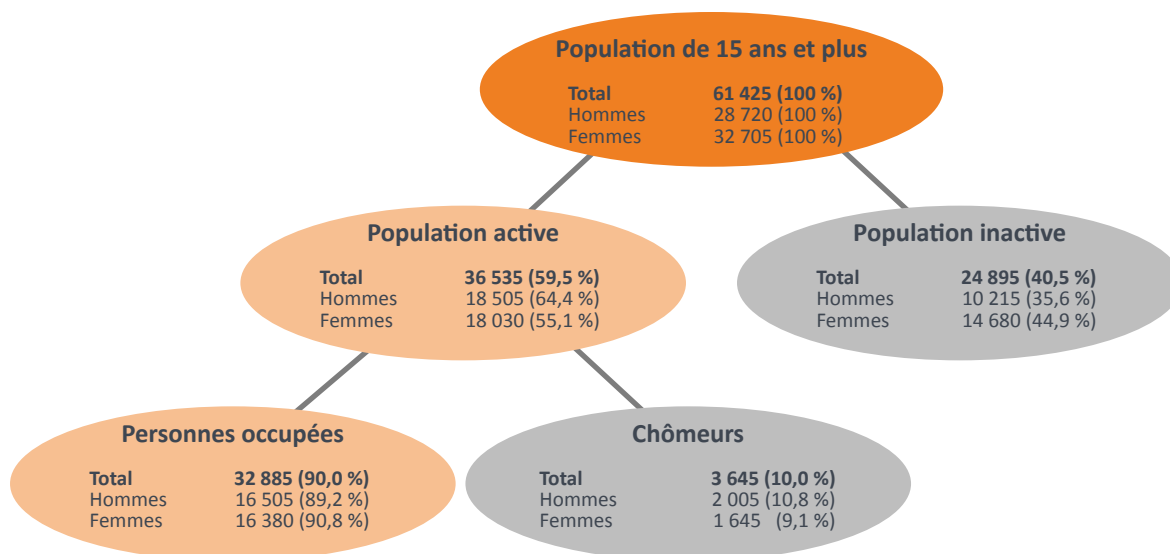 Population de 15 ans et plus
Total 61 425 (100 %)
Hommes 28 720 (100 %)
Femmes 32 705 (100 %)
Population active
Total 36 535 (59,5 %)
Hommes 18 505 (64,4 %)
Femmes 18 030 (55,1 %)
Population inactive
Total 24 895 (40,5 %)
Hommes 10 215 (35,6 %)
Femmes 14 680 (44,9 %)
Personnes occupées
Total 32 885 (90,0 %)
Hommes 16 505 (89,2 %)
Femmes 16 380 (90,8 %)
Chômeurs
Total 3 645 (10,0 %)
Hommes 2 005 (10,8 %)
Femmes 1 645 (9,1 %)